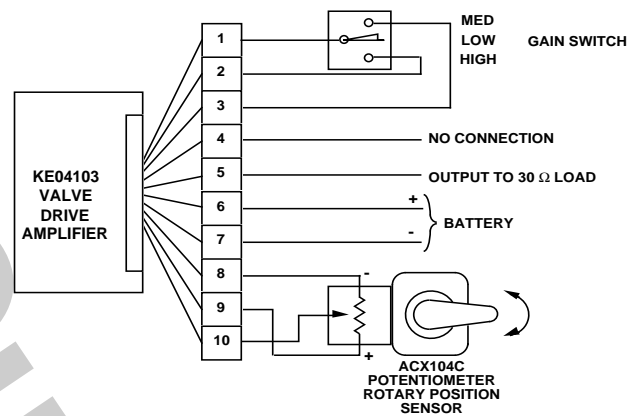 MED
LOW
HIGH
GAIN SWITCH
1
2
3
4
5
6
7
8
9
10
NO CONNECTION
OUTPUT TO 30 Ω LOAD
+
-
BATTERY
KE04103
VALVE
DRIVE
AMPLIFIER
-
+
ACX104C
POTENTIOMETER
ROTARY POSITION
SENSOR